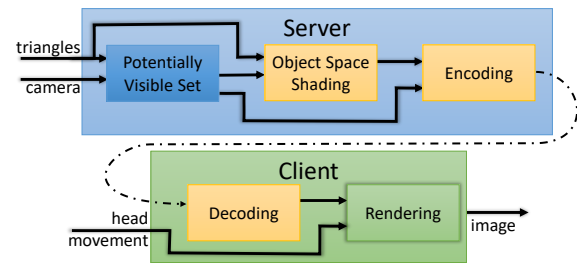 Server
triangles
camera
Potentially
Visible Set
Object Space
Shading
Encoding
Client
head
movement
Decoding
Rendering
image